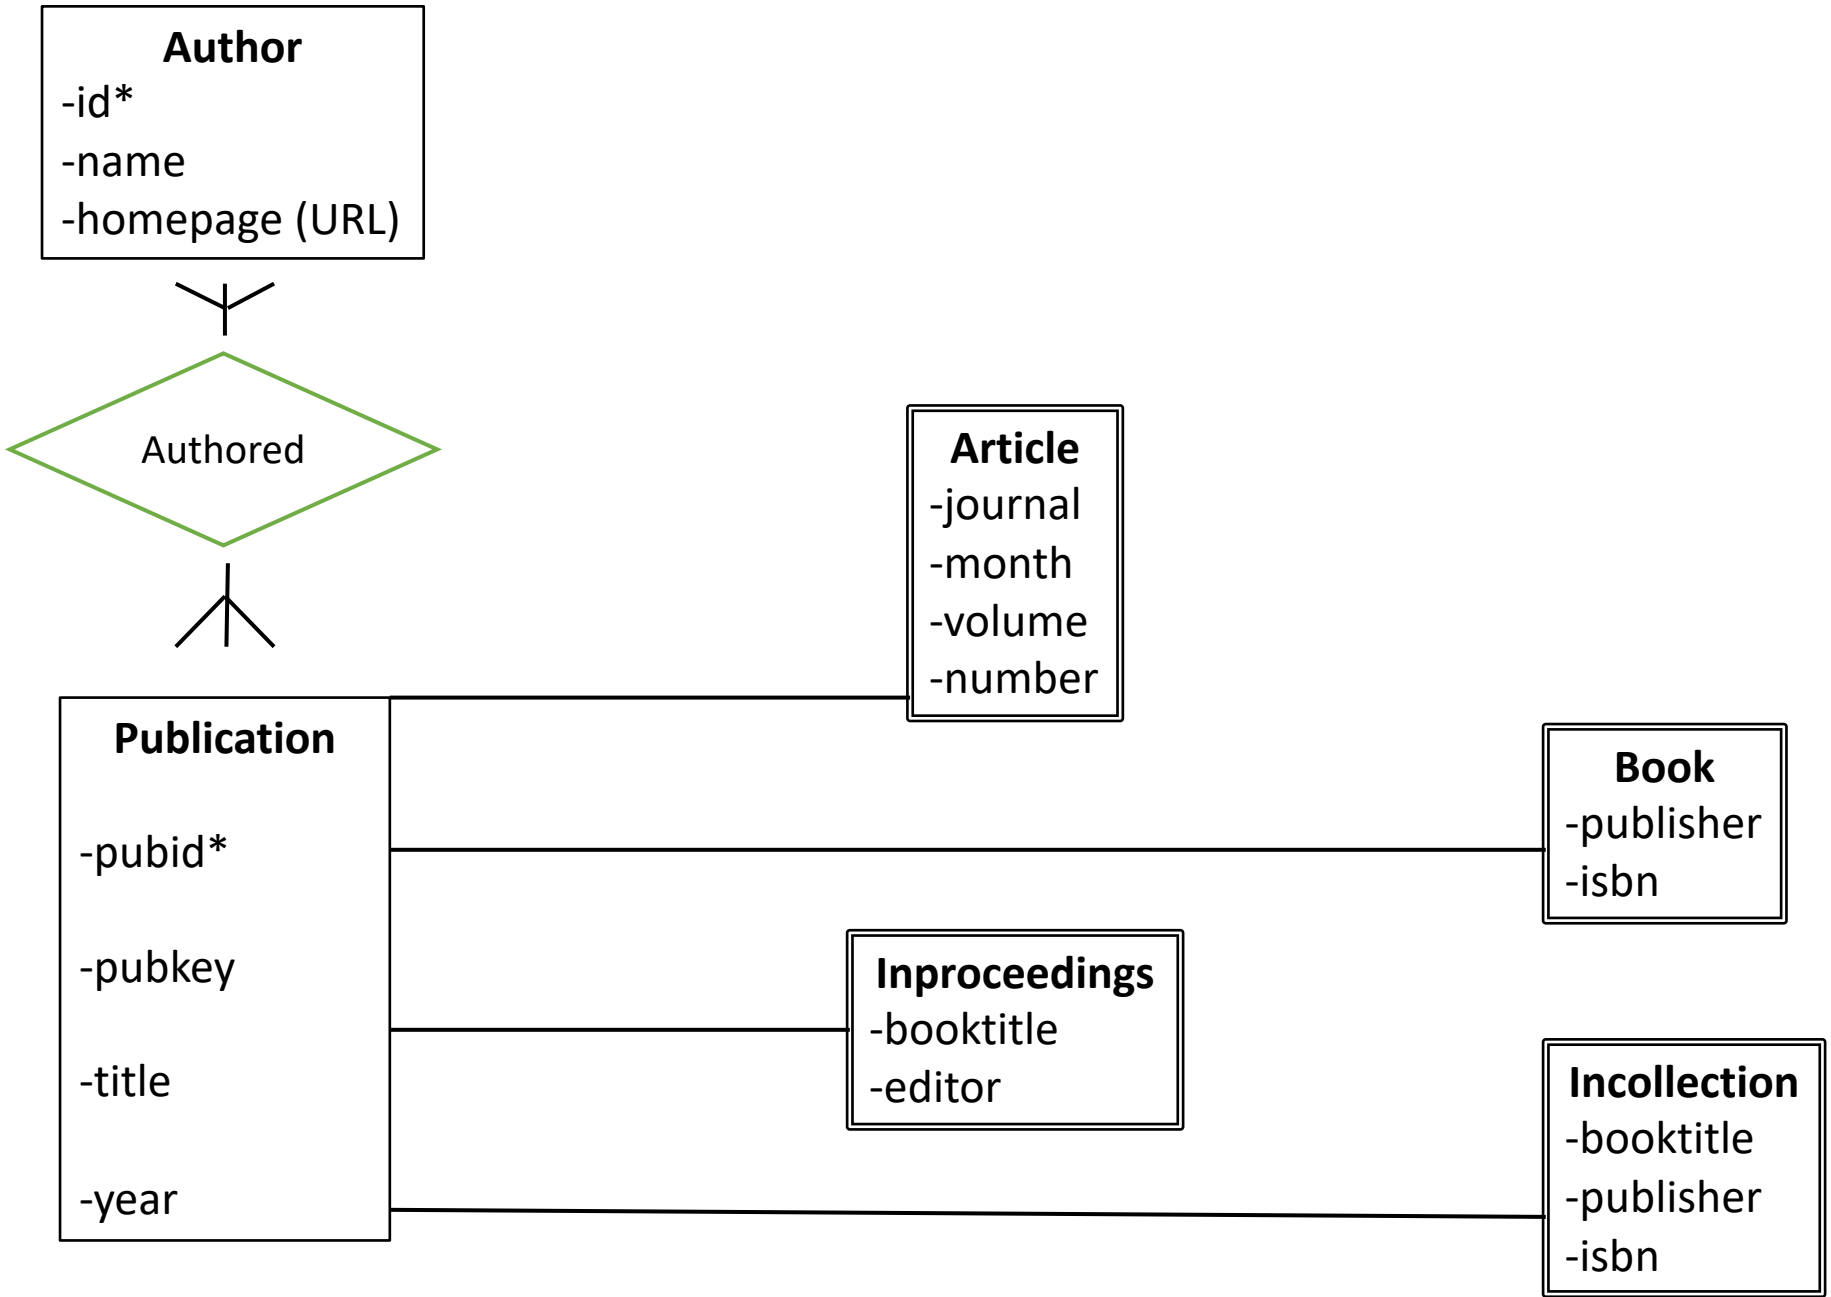 Author
-id*
-name
-homepage (URL)
Authored
Article
-journal
-month
-volume
-number
Publication
-pubid*
-pubkey
-title
-year
Book
-publisher
-isbn
Inproceedings
-booktitle
-editor
Incollection
-booktitle
-publisher
-isbn